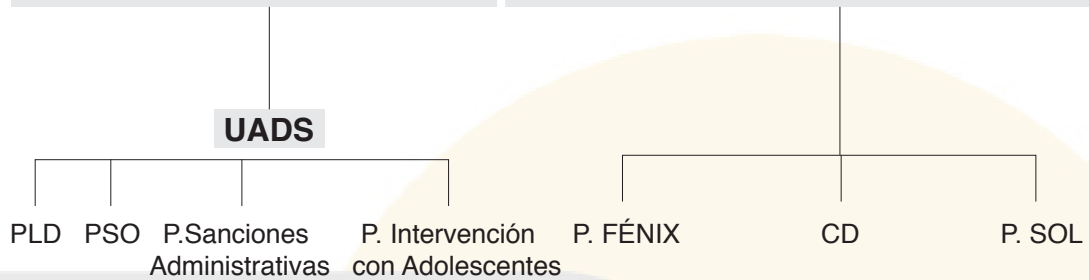 UADS
PLD PSO P.Sanciones P. Intervención P. FÉNIX CD P. SOL
Administrativas con Adolescentes